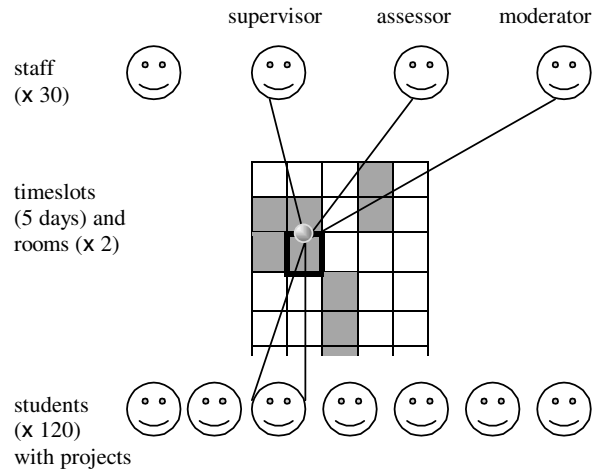 supervisor assessor moderator
staff
(x 30)
timeslots
(5 days) and
rooms (x 2)
students
(x 120)
with projects